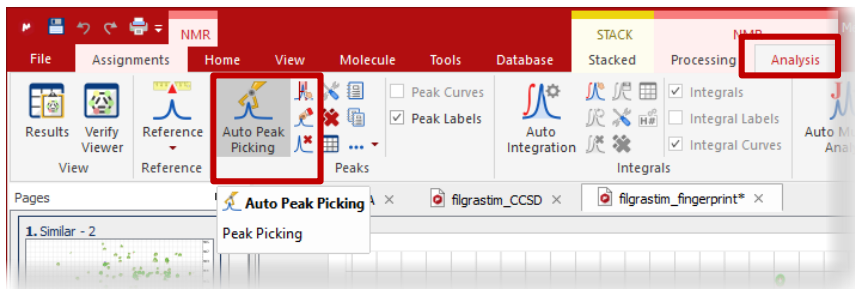 NMR STACK NMR
File Assignments Home View Molecule Tools Database Stacked Processing Analysis
Results
Verify
Viewer
View
Reference
Reference
Auto Peak
Picking
Peak Curves
Peak Labels
Peaks
Auto
Integration
H#
Integrals
Integral Labels
Integral Curves
Integrals
Auto
Pages
A × filgrastim_CCSD × filgrastim_fingerprint* ×
Auto Peak Picking
Peak Picking
1. Similar - 2